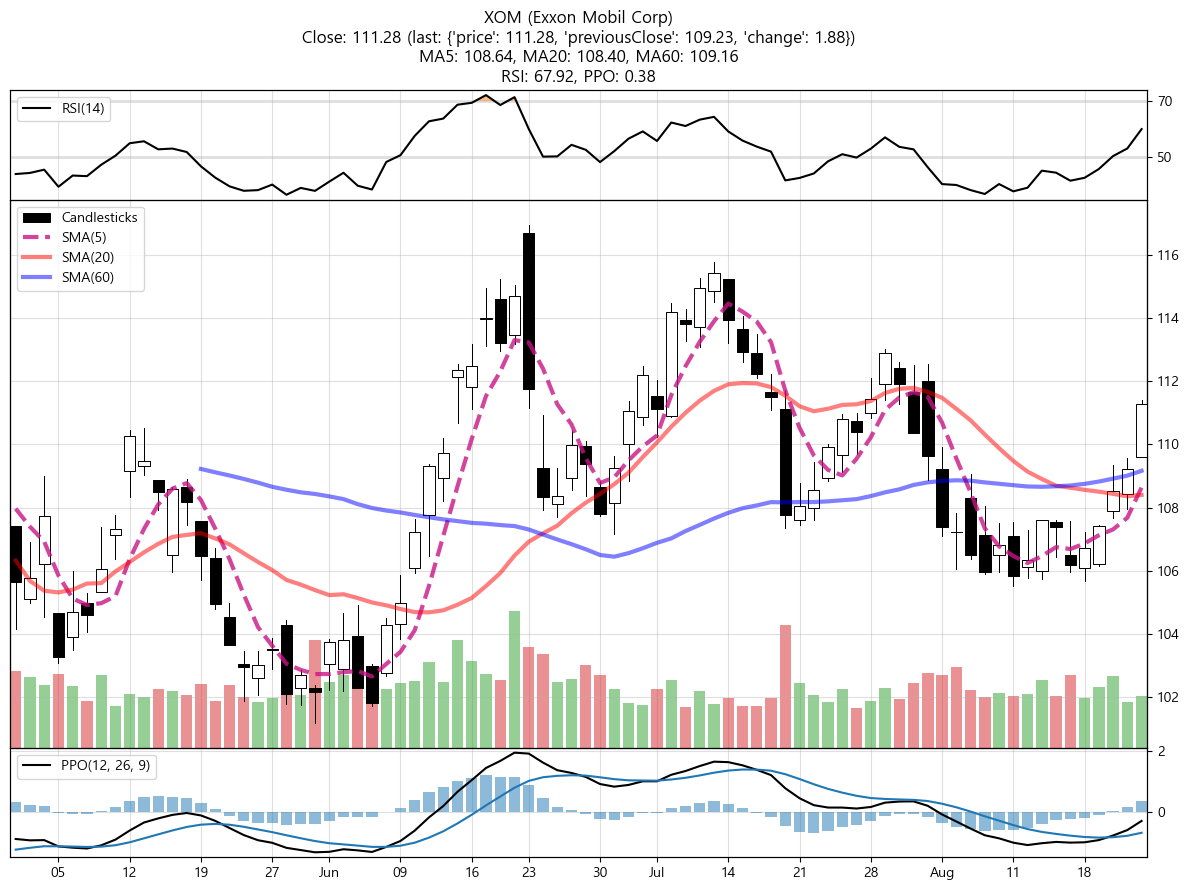 XOM (Exxon Mobil Corp)
Close: 111.28 (last: {'price': 111.28, 'previousClose': 109.23, 'change': 1.88})
MA5: 108.64, MA20: 108.40, MA60: 109.16
RSI: 67.92, PPO: 0.38
RSI(14)
70
50
Candlesticks
SMA(5)
SMA(20)
SMA(60)
116
114
112
110
108
106
104
102
PPO(12, 26, 9)
2
0
05 12 19 27 Jun 09 16 23 30 Jul 14 21 28 Aug 11 18